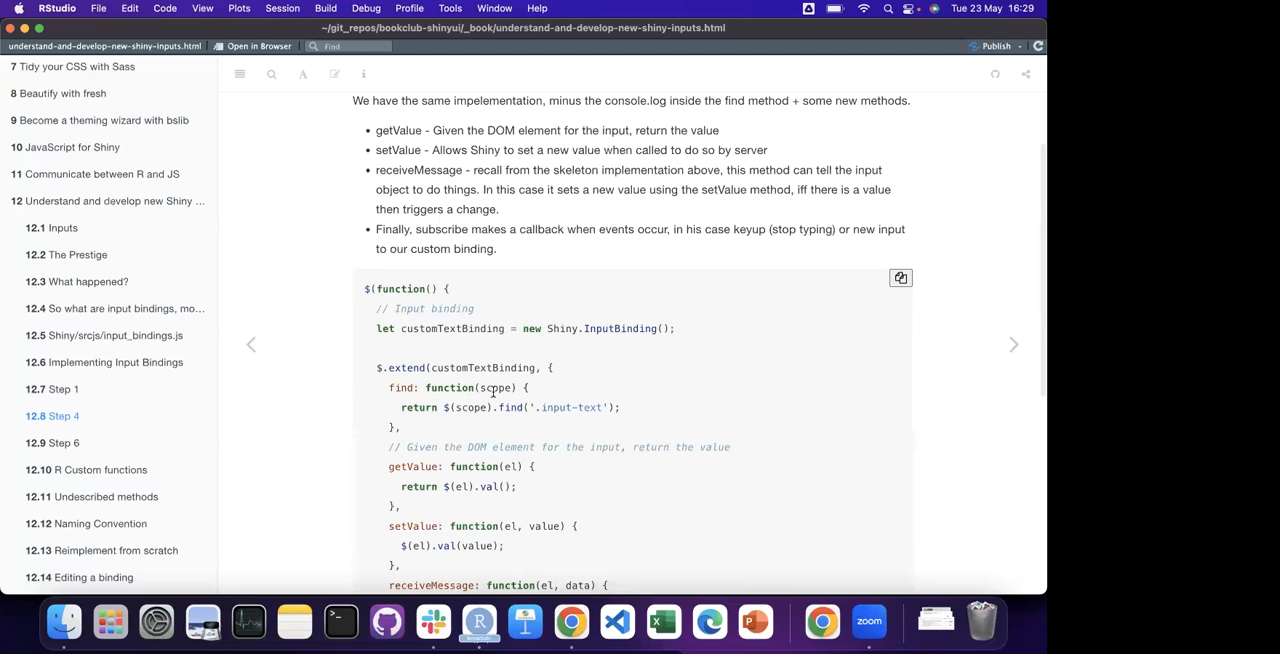 RStudio File Edit Code View Plots Session Build Debug Profile Tools Window Help Tue 23 May 16:29
~/git_repos/bookclub-shinyui/_book/understand-and-develop-new-shiny-inputs.html
understand-and-develop-new-shiny-inputs.html Open in Browser Find Publish
7 Tidy your CSS with Sass
8 Beautify with fresh
9 Become a theming wizard with bslib
10 JavaScript for Shiny
11 Communicate between R and JS
12 Understand and develop new Shiny ...
12.1 Inputs
12.2 The Prestige
12.3 What happened?
12.4 So what are input bindings, mo...
12.5 Shiny/srcjs/input_bindings.js
12.6 Implementing Input Bindings
12.7 Step 1
12.8 Step 4
12.9 Step 6
12.10 R Custom functions
12.11 Undescribed methods
12.12 Naming Convention
12.13 Reimplement from scratch
12.14 Editing a binding
We have the same impelementation, minus the console.log inside the find method + some new methods.
• getValue - Given the DOM element for the input, return the value
• setValue - Allows Shiny to set a new value when called to do so by server
• receiveMessage - recall from the skeleton implementation above, this method can tell the input
object to do things. In this case it sets a new value using the setValue method, iff there is a value
then triggers a change.
• Finally, subscribe makes a callback when events occur, in his case keyup (stop typing) or new input
to our custom binding.
$(function() {
// Input binding
let customTextBinding = new Shiny.InputBinding();
$.extend(customTextBinding, {
find: function(scope) {
return $(scope).find('.input-text');
},
// Given the DOM element for the input, return the value
getValue: function(el) {
return $(el).val();
},
setValue: function(el, value) {
$(el).val(value);
},
receiveMessage: function(el, data) {
zoom